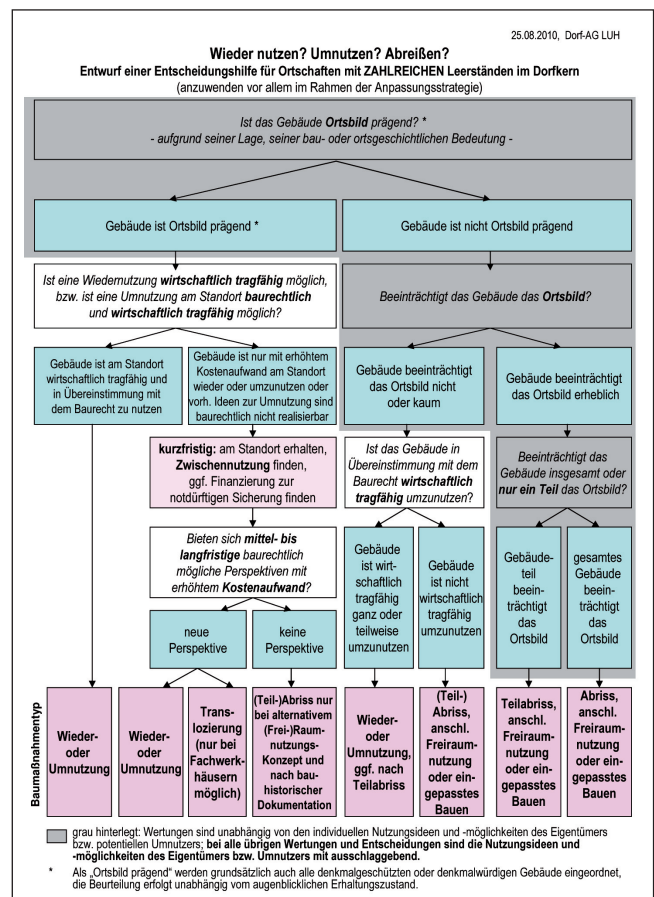 25.08.2010, Dorf-AG LUH
Wieder nutzen? Umnutzen? Abreißen?
Entwurf einer Entscheidungshilfe für Ortschaften mit ZAHLREICHEN Leerständen im Dorfkern
(anzuwenden vor allem im Rahmen der Anpassungsstrategie)
Ist das Gebäude Ortsbild prägend? *
- aufgrund seiner Lage, seiner bau- oder ortsgeschichtlichen Bedeutung -
Gebäude ist Ortsbild prägend *
Gebäude ist nicht Ortsbild prägend
Ist eine Wiedernutzung wirtschaftlich tragfähig möglich,
bzw. ist eine Umnutzung am Standort baurechtlich
und wirtschaftlich tragfähig möglich?
Beeinträchtigt das Gebäude das Ortsbild?
Gebäude ist am Standort
wirtschaftlich tragfähig und
in Übereinstimmung mit
dem Baurecht zu nutzen
Gebäude ist nur mit erhöhtem
Kostenaufwand am Standort
wieder oder umzunutzen oder
vorh. Ideen zur Umnutzung sind
baurechtlich nicht realisierbar
Gebäude beeinträchtigt
das Ortsbild nicht
oder kaum
Gebäude beeinträchtigt
das Ortsbild erheblich
kurzfristig: am Standort erhalten,
Zwischennutzung finden,
ggf. Finanzierung zur
notdürftigen Sicherung finden
Ist das Gebäude in
Übereinstimmung mit dem
Baurecht wirtschaftlich
tragfähig umzunutzen?
Beeinträchtigt das
Gebäude insgesamt oder
nur ein Teil das Ortsbild?
Bieten sich mittel- bis
langfristige baurechtlich
mögliche Perspektiven mit
erhöhtem Kostenaufwand?
Gebäude
ist wirt-
schaftlich
tragfähig
ganz oder
teilweise
umzunutzen
Gebäude
ist nicht
wirtschaftlich
tragfähig
umzunutzen
Gebäude-
teil
beein-
trächtigt
das
Ortsbild
gesamtes
Gebäude
beein-
trächtigt
das
Ortsbild
neue
Perspektive
keine
Perspektive
Baumaßnahmentyp
Wieder-
oder
Umnutzung
Wieder-
oder
Umnutzung
Trans-
lozierung
(nur bei
Fachwerk-
häusern
möglich)
(Teil-)Abriss nur
bei alternativem
(Frei-)Raum-
nutzungs-
Konzept und
nach bau-
historischer
Dokumentation
Wieder-
oder
Umnutzung,
ggf. nach
Teilabriss
(Teil-)
Abriss,
anschl.
Freiraum-
nutzung
oder ein-
gepasstes
Bauen
Teilabriss,
anschl.
Freiraum-
nutzung
oder ein-
gepasstes
Bauen
Abriss,
anschl.
Freiraum-
nutzung
oder ein-
gepasstes
Bauen
grau hinterlegt: Wertungen sind unabhängig von den individuellen Nutzungsideen und -möglichkeiten des Eigentümers
bzw. potentiellen Umnutzers; bei alle übrigen Wertungen und Entscheidungen sind die Nutzungsideen und
-möglichkeiten des Eigentümers bzw. Umnutzers mit ausschlaggebend.
* Als „Ortsbild prägend" werden grundsätzlich auch alle denkmalgeschützten oder denkmalwürdigen Gebäude eingeordnet,
die Beurteilung erfolgt unabhängig vom augenblicklichen Erhaltungszustand.